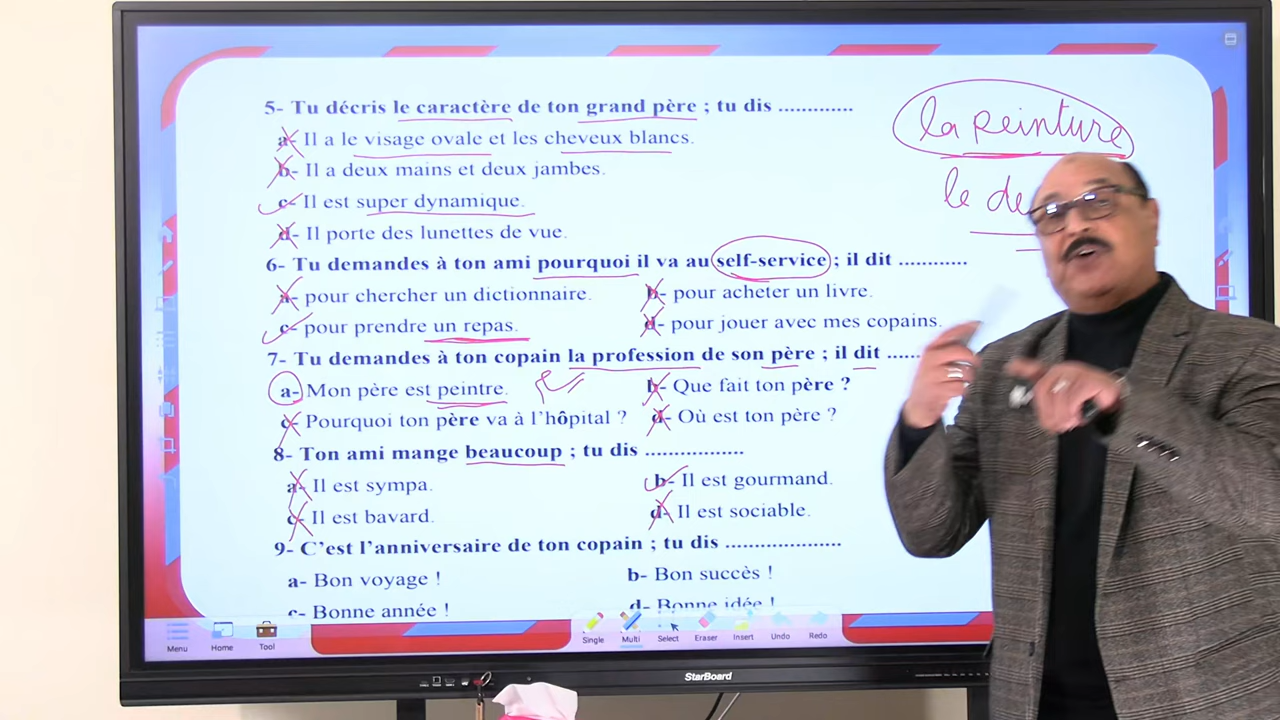 5- Tu décris le caractère de ton grand père ; tu dis .............
a- Il a le visage ovale et les cheveux blancs.
b- Il a deux mains et deux jambes.
c- Il est super dynamique.
d- Il porte des lunettes de vue.
6- Tu demandes à ton ami pourquoi il va au self-service ; il dit ............
a- pour chercher un dictionnaire. b- pour acheter un livre.
c- pour prendre un repas. d- pour jouer avec mes copains.
7- Tu demandes à ton copain la profession de son père ; il dit ......
a- Mon père est peintre. b- Que fait ton père ?
c- Pourquoi ton père va à l'hôpital ? d- Où est ton père ?
8- Ton ami mange beaucoup ; tu dis .................
a- Il est sympa. b- Il est gourmand.
c- Il est bavard. d- Il est sociable.
9- C'est l'anniversaire de ton copain ; tu dis ....................
a- Bon voyage ! b- Bon succès !
c- Bonne année ! d- Bonne idée !
la peinture
le
Menu Home Tool Single Multi Select Eraser Insert Undo Redo
StarBoard